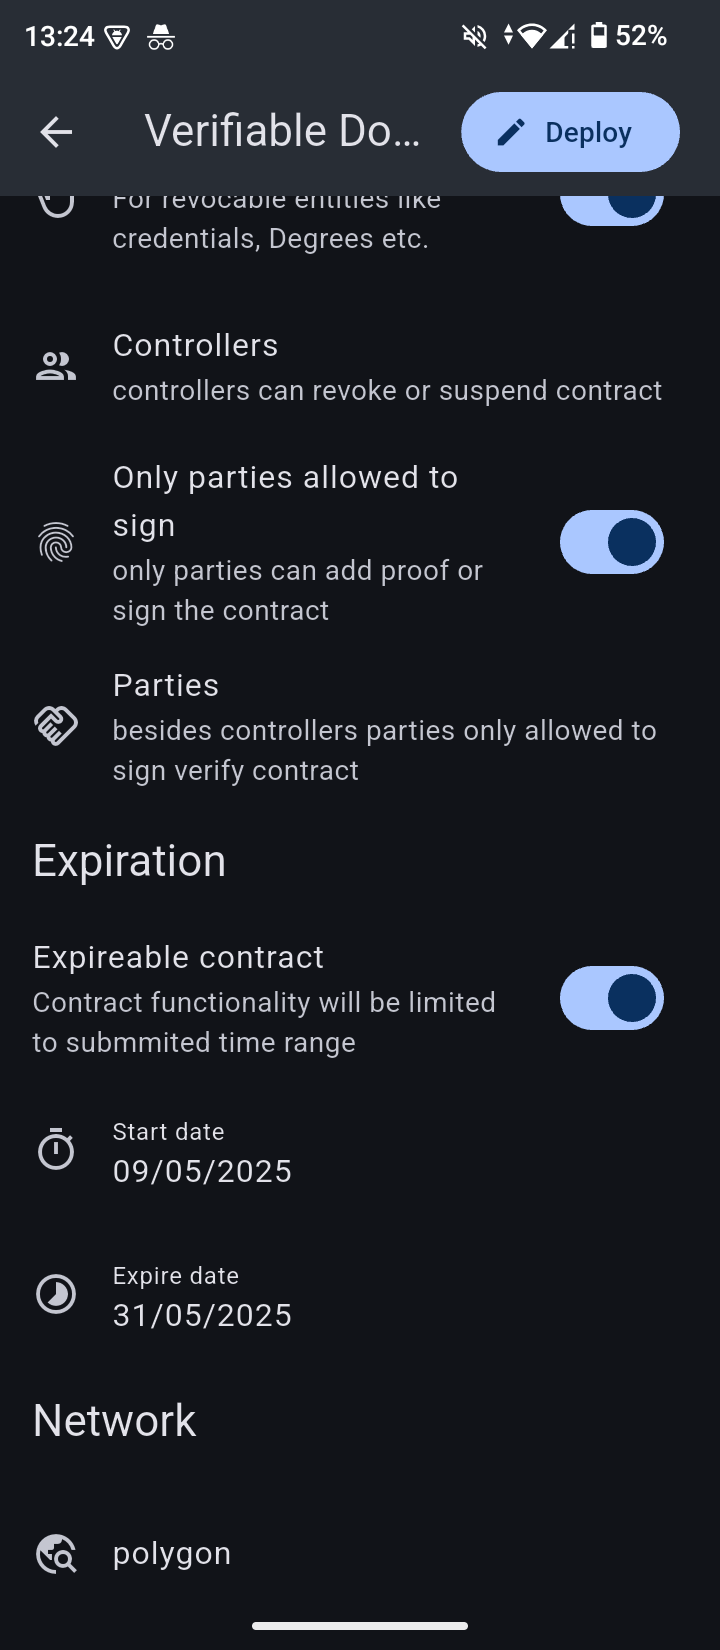 13:24
52%
Verifiable Do...
Deploy
For revocable entities like
credentials, Degrees etc.
Controllers
controllers can revoke or suspend contract
Only parties allowed to
sign
only parties can add proof or
sign the contract
Parties
besides controllers parties only allowed to
sign verify contract
Expiration
Expireable contract
Contract functionality will be limited
to submmited time range
Start date
09/05/2025
Expire date
31/05/2025
Network
polygon